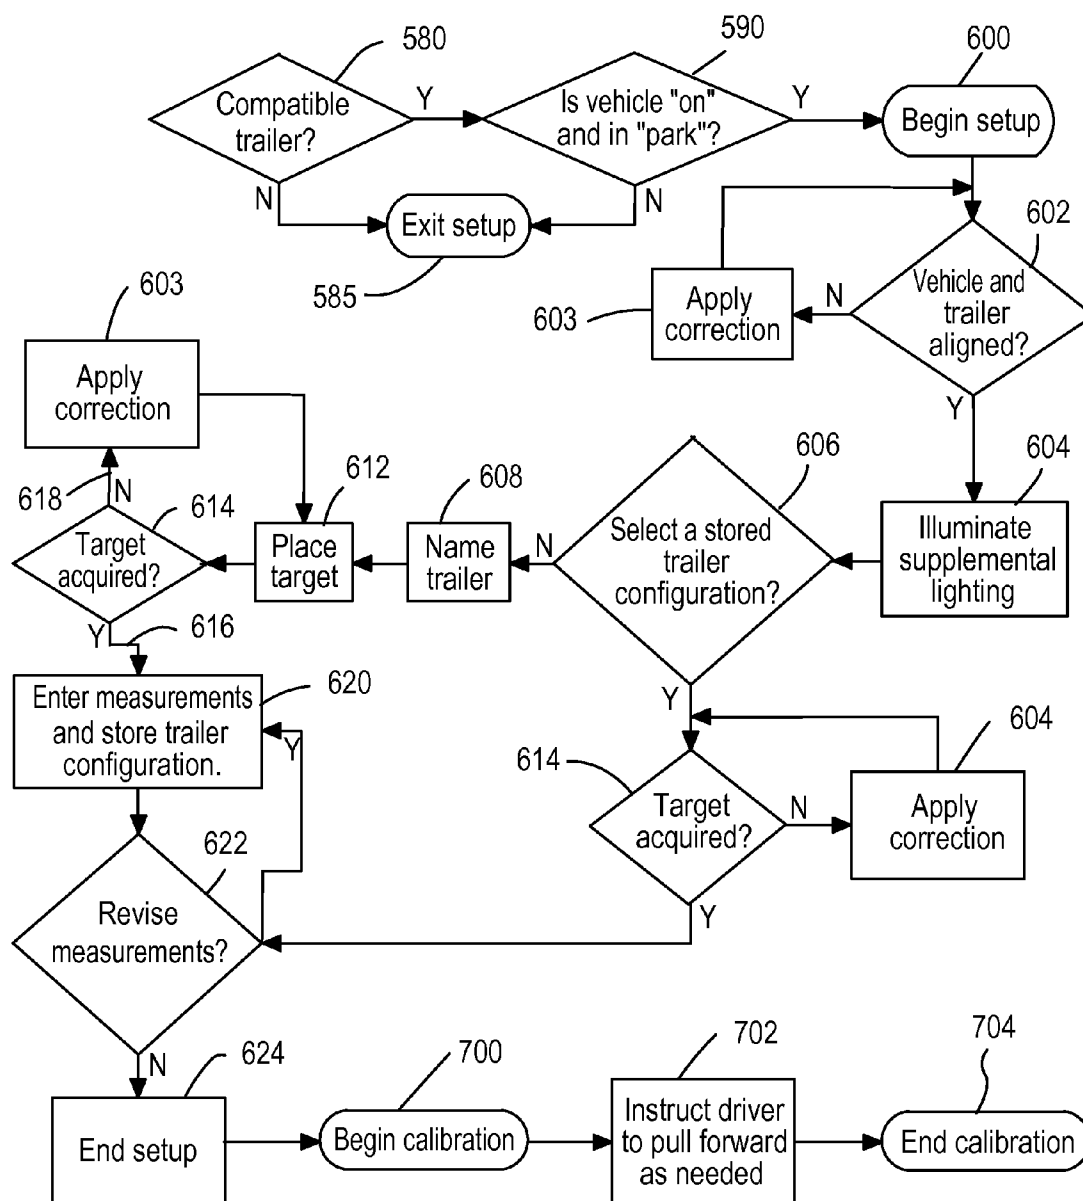 580
590
600
Compatible
trailer?
Y
Is vehicle "on"
and in "park"?
Y
Begin setup
N
N
Exit setup
585
602
603
Apply
correction
603
Apply
correction
N
Vehicle and
trailer
aligned?
Y
618
N
614
612
608
606
604
Target
acquired?
Place
target
Name
trailer
N
Select a stored
trailer
configuration?
Illuminate
supplemental
lighting
Y
616
Enter measurements
and store trailer
configuration.
620
Y
Y
614
604
Target
acquired?
N
Apply
correction
622
Y
Revise
measurements?
N
624
700
702
704
End setup
Begin calibration
Instruct driver
to pull forward
as needed
End calibration